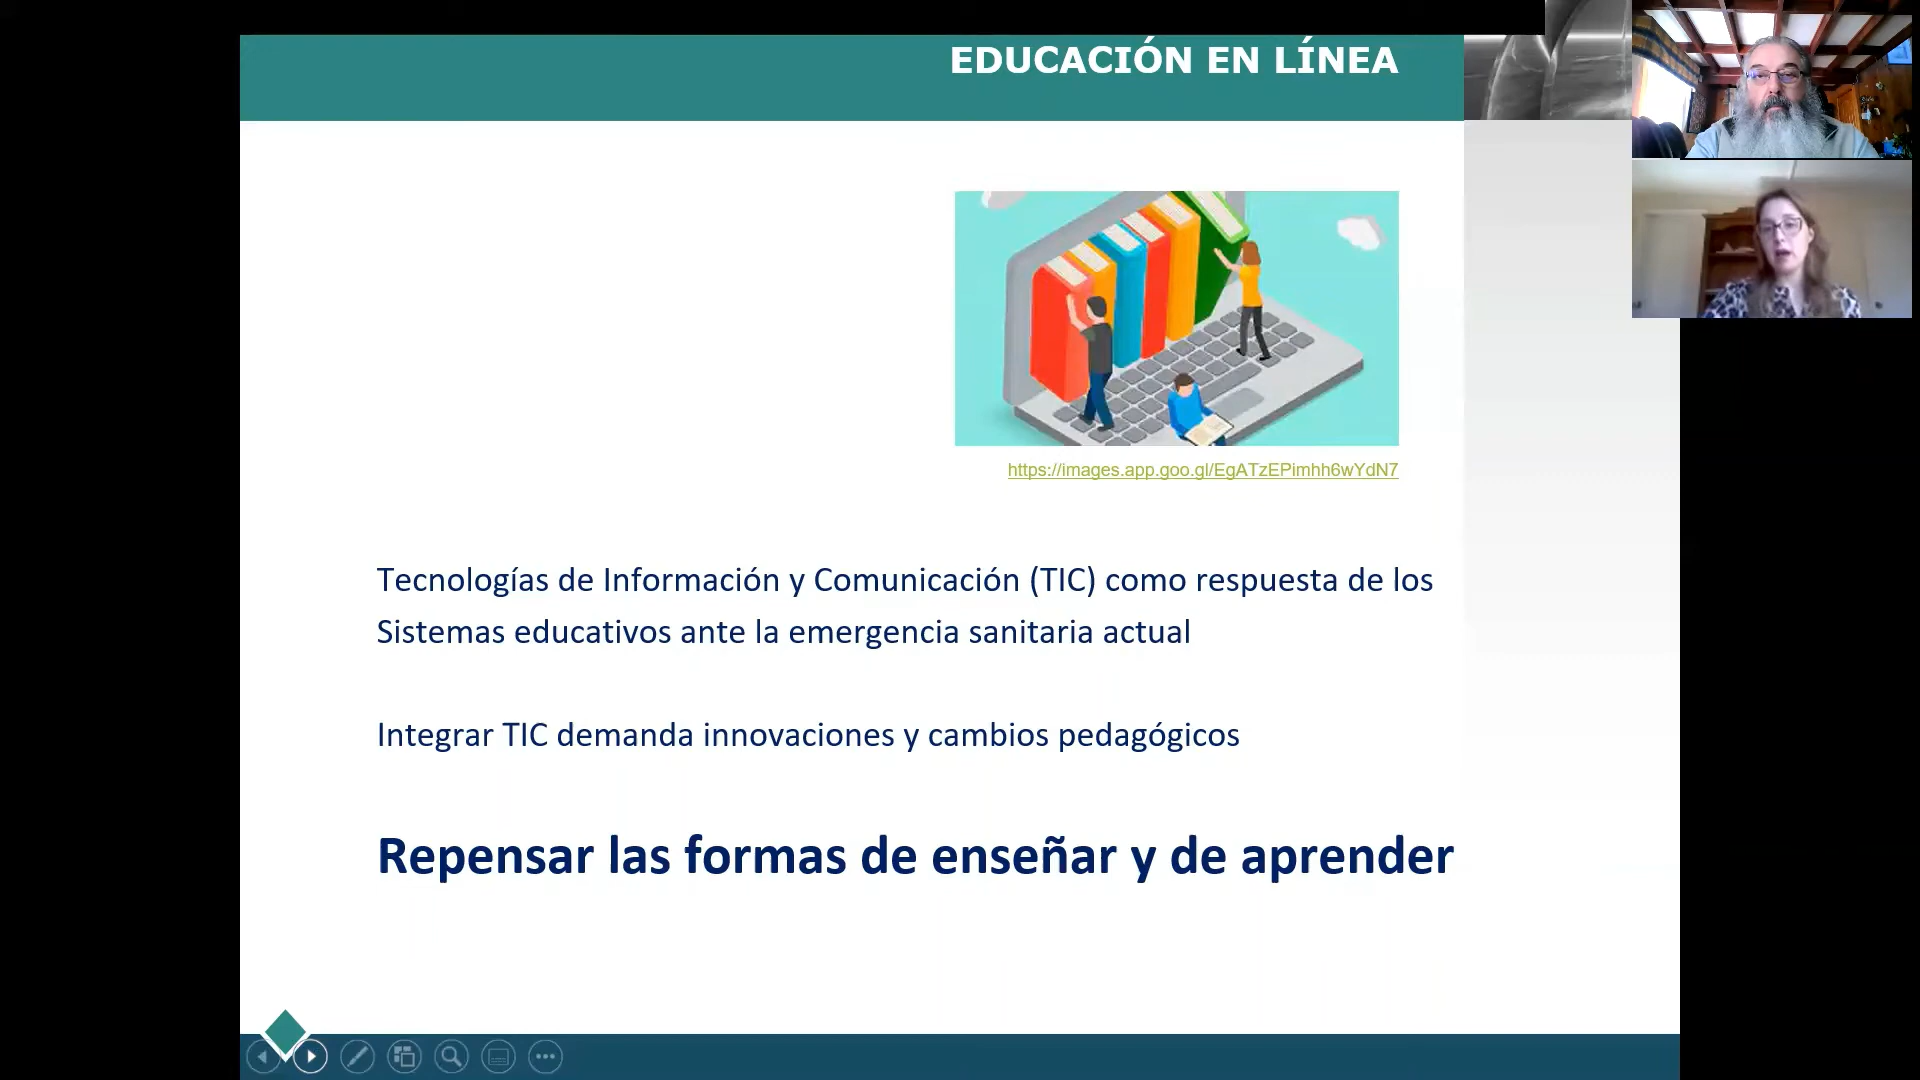 EDUCACIÓN EN LÍNEA
https://images.app.goo.gl/EgATzEPimhh6wYdN7
Tecnologías de Información y Comunicación (TIC) como respuesta de los
Sistemas educativos ante la emergencia sanitaria actual
Integrar TIC demanda innovaciones y cambios pedagógicos
Repensar las formas de enseñar y de aprender